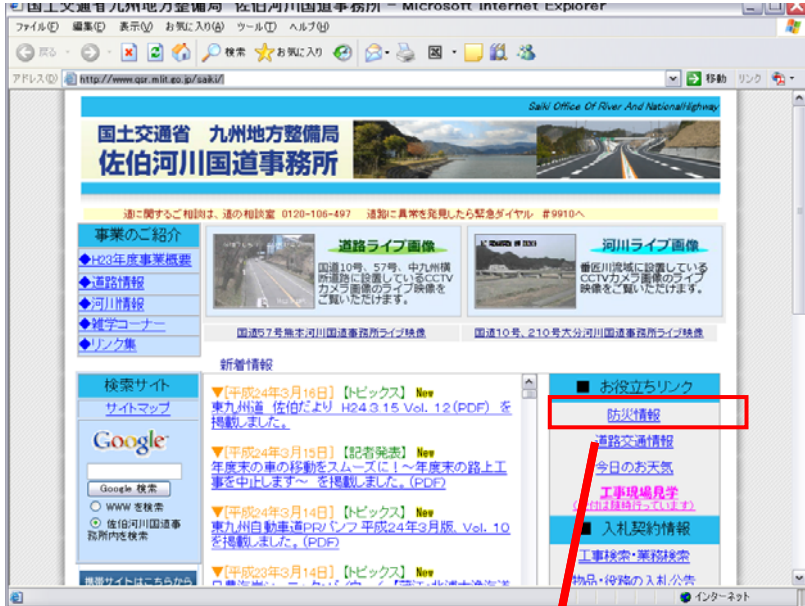 国土交通省九州地方整備局 佐伯河川国道事務所 - Microsoft Internet Explorer
ファイル(F) 編集(E) 表示(V) お気に入り(A) ツール(T) ヘルプ(H)
戻る 検索 お気に入り
アドレス(D) http://www.qsr.mlit.go.jp/saiki/ 移動 リンク
Saiki Office Of River And NationalHighway
国土交通省 九州地方整備局
佐伯河川国道事務所
道に関するご相談は、道の相談室 0120-106-497 道路に異常を発見したら緊急ダイヤル #9910へ
事業のご紹介
◆H23年度事業概要
◆道路情報
◆河川情報
◆雑学コーナー
◆リンク集
道路ライブ画像
国道10号、57号、中九州横
断道路に設置しているCCTV
カメラ画像のライブ映像を
ご覧いただけます。
河川ライブ画像
番匠川流域に設置している
CCTVカメラ画像のライブ
映像をご覧いただけます。
国道57号熊本河川国道事務所ライブ映像
国道10号、210号大分河川国道事務所ライブ映像
新着情報
検索サイト
サイトマップ
Google
Google 検索
WWW を検索
佐伯河川国道事
務所内を検索
携帯サイトはこちらから
▼[平成24年3月16日] 【トピックス】 New
東九州道 佐伯だより H24.3.15 Vol. 12(PDF) を
掲載しました。
▼[平成24年3月15日] 【記者発表】 New
年度末の車の移動をスムーズに!~年度末の路上工
事を中止します~ を掲載しました。(PDF)
▼[平成24年3月14日] 【トピックス】 New
東九州自動車道PRパンフ 平成24年3月版 Vol. 10
を掲載しました。(PDF)
▼[平成23年3月14日] 【トピックス】 New
■ お役立ちリンク
防災情報
道路交通情報
今日のお天気
工事現場見学
(受付は随時行っています)
■ 入札契約情報
工事検索・業務検索
物品・役務の入札公告
インターネット